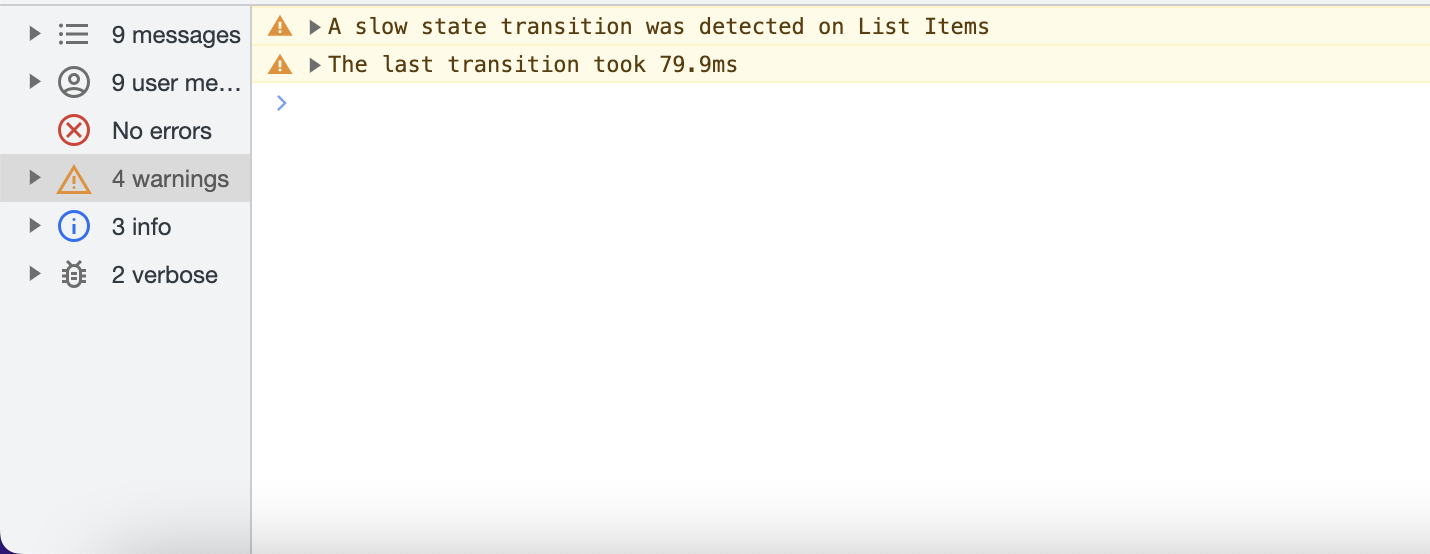 9 messages
9 user me…
No errors
4 warnings
3 info
2 verbose
A slow state transition was detected on List Items
The last transition took 79.9ms